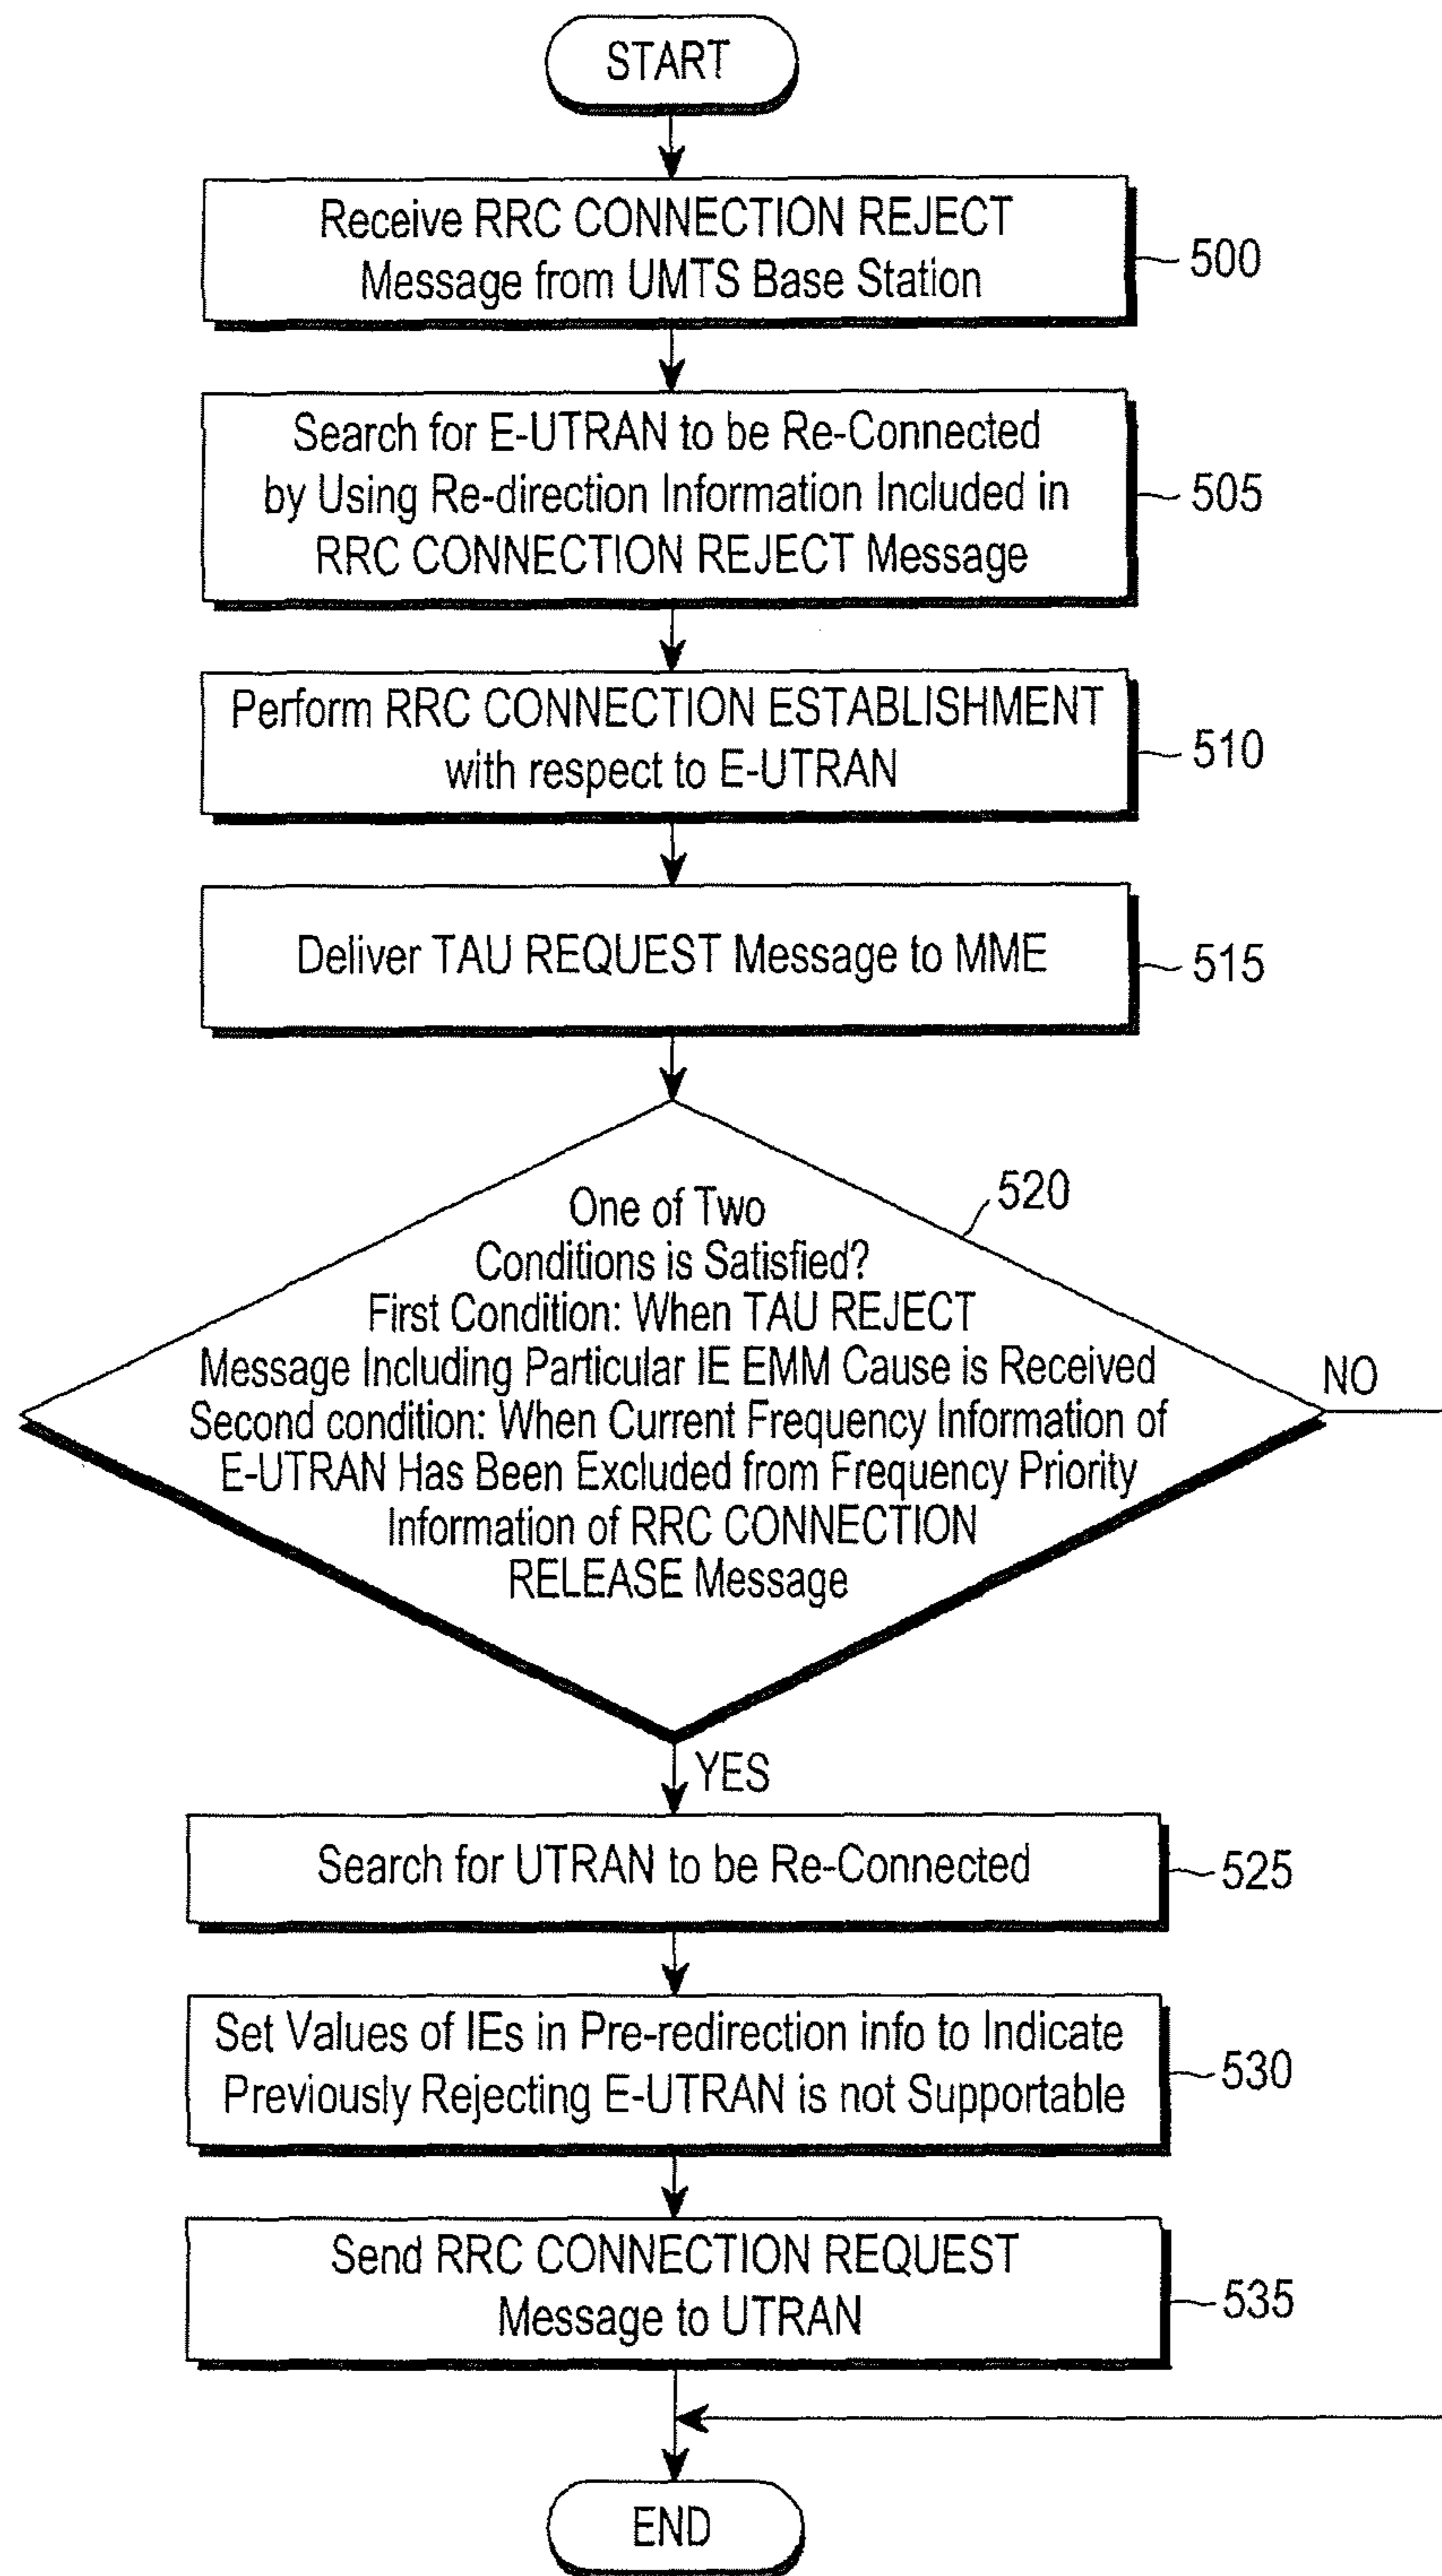 START
Receive RRC CONNECTION REJECT
Message from UMTS Base Station
500
Search for E-UTRAN to be Re-Connected
by Using Re-direction Information Included in
RRC CONNECTION REJECT Message
505
Perform RRC CONNECTION ESTABLISHMENT
with respect to E-UTRAN
510
Deliver TAU REQUEST Message to MME
515
520
One of Two
Conditions is Satisfied?
First Condition: When TAU REJECT
Message Including Particular IE EMM Cause is Received
Second condition: When Current Frequency Information of
E-UTRAN Has Been Excluded from Frequency Priority
Information of RRC CONNECTION
RELEASE Message
NO
YES
Search for UTRAN to be Re-Connected
525
Set Values of IEs in Pre-redirection info to Indicate
Previously Rejecting E-UTRAN is not Supportable
530
Send RRC CONNECTION REQUEST
Message to UTRAN
535
END